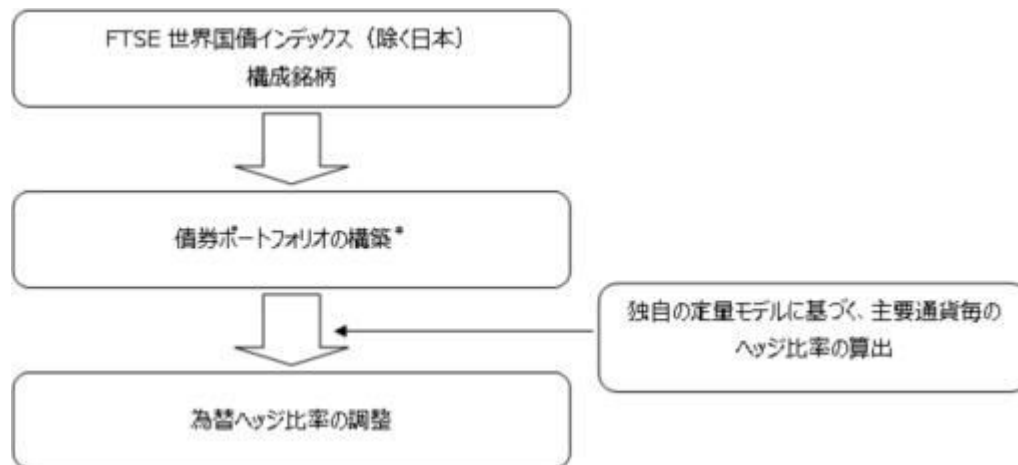 FTSE 世界国債インデックス（除く日本）
構成銘柄
債券ポートフォリオの構築*
独自の定量モデルに基づく、主要通貨毎の
ヘッジ比率の算出
為替ヘッジ比率の調整